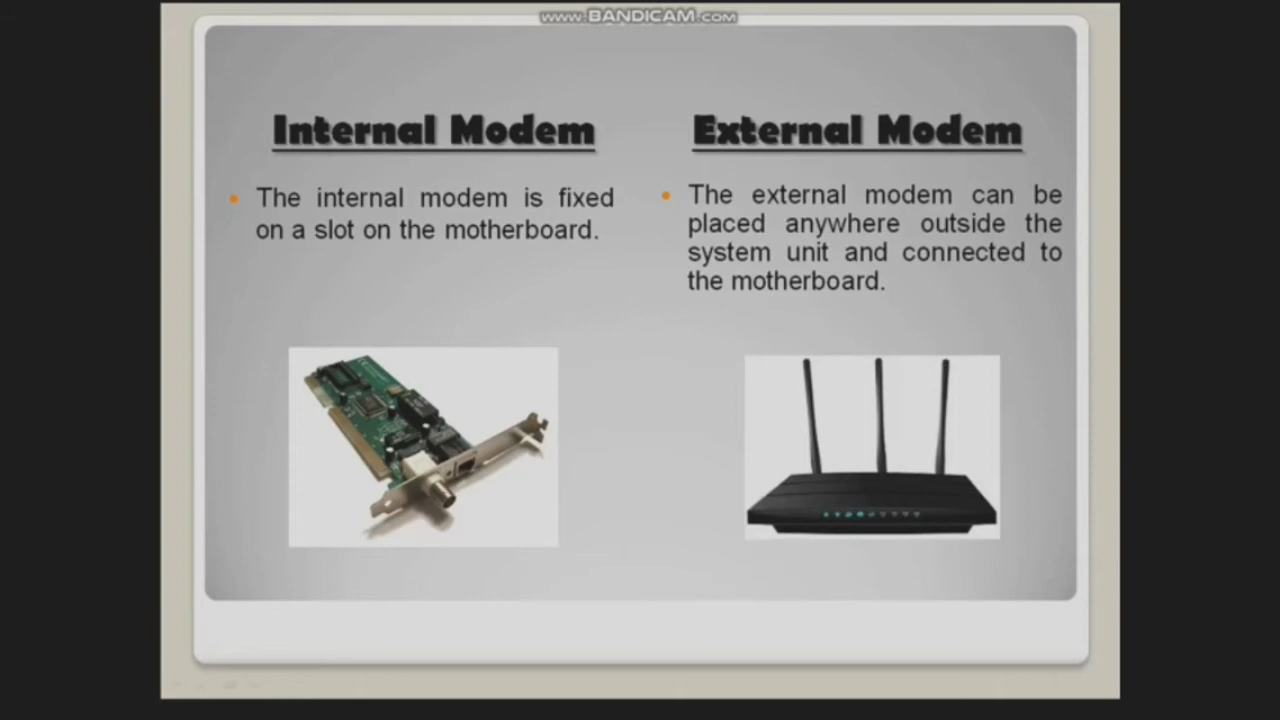 www.BANDICAM.com
Internal Modem
The internal modem is fixed
on a slot on the motherboard.
External Modem
The external modem can be
placed anywhere outside the
system unit and connected to
the motherboard.